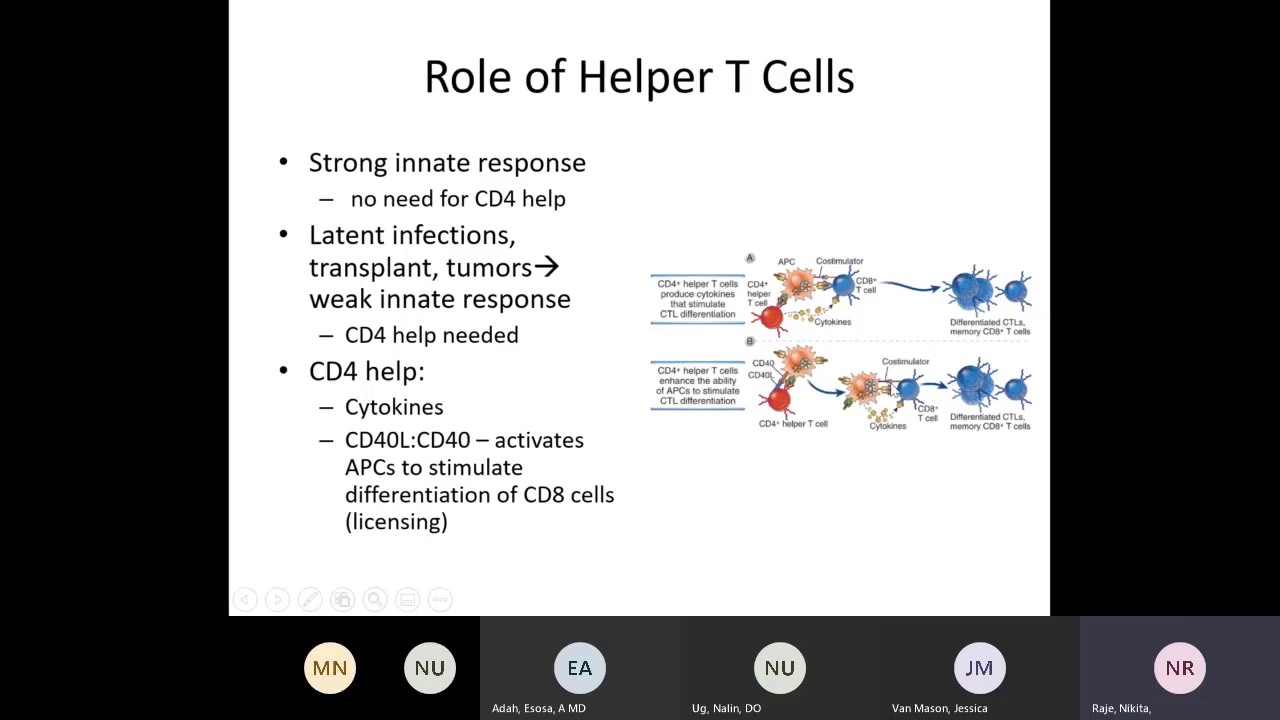 Role of Helper T Cells
• Strong innate response
– no need for CD4 help
• Latent infections,
transplant, tumors→
weak innate response
– CD4 help needed
• CD4 help:
– Cytokines
– CD40L:CD40 – activates
APCs to stimulate
differentiation of CD8 cells
(licensing)
A
CD4+ helper T cells
produce cytokines
that stimulate
CTL differentiation
APC
Costimulator
CD4+
helper
T cell
CD8+
T cell
Cytokines
Differentiated CTLs,
memory CD8+ T cells
B
CD4+ helper T cells
enhance the ability
of APCs to stimulate
CTL differentiation
CD40
CD40L
Costimulator
CD4+ helper T cell
CD8+
T cell
Cytokines
Differentiated CTLs,
memory CD8+ T cells
MN
NU
EA
NU
JM
NR
Adah, Esosa, A MD
Ug, Nalin, DO
Van Mason, Jessica
Raje, Nikita,